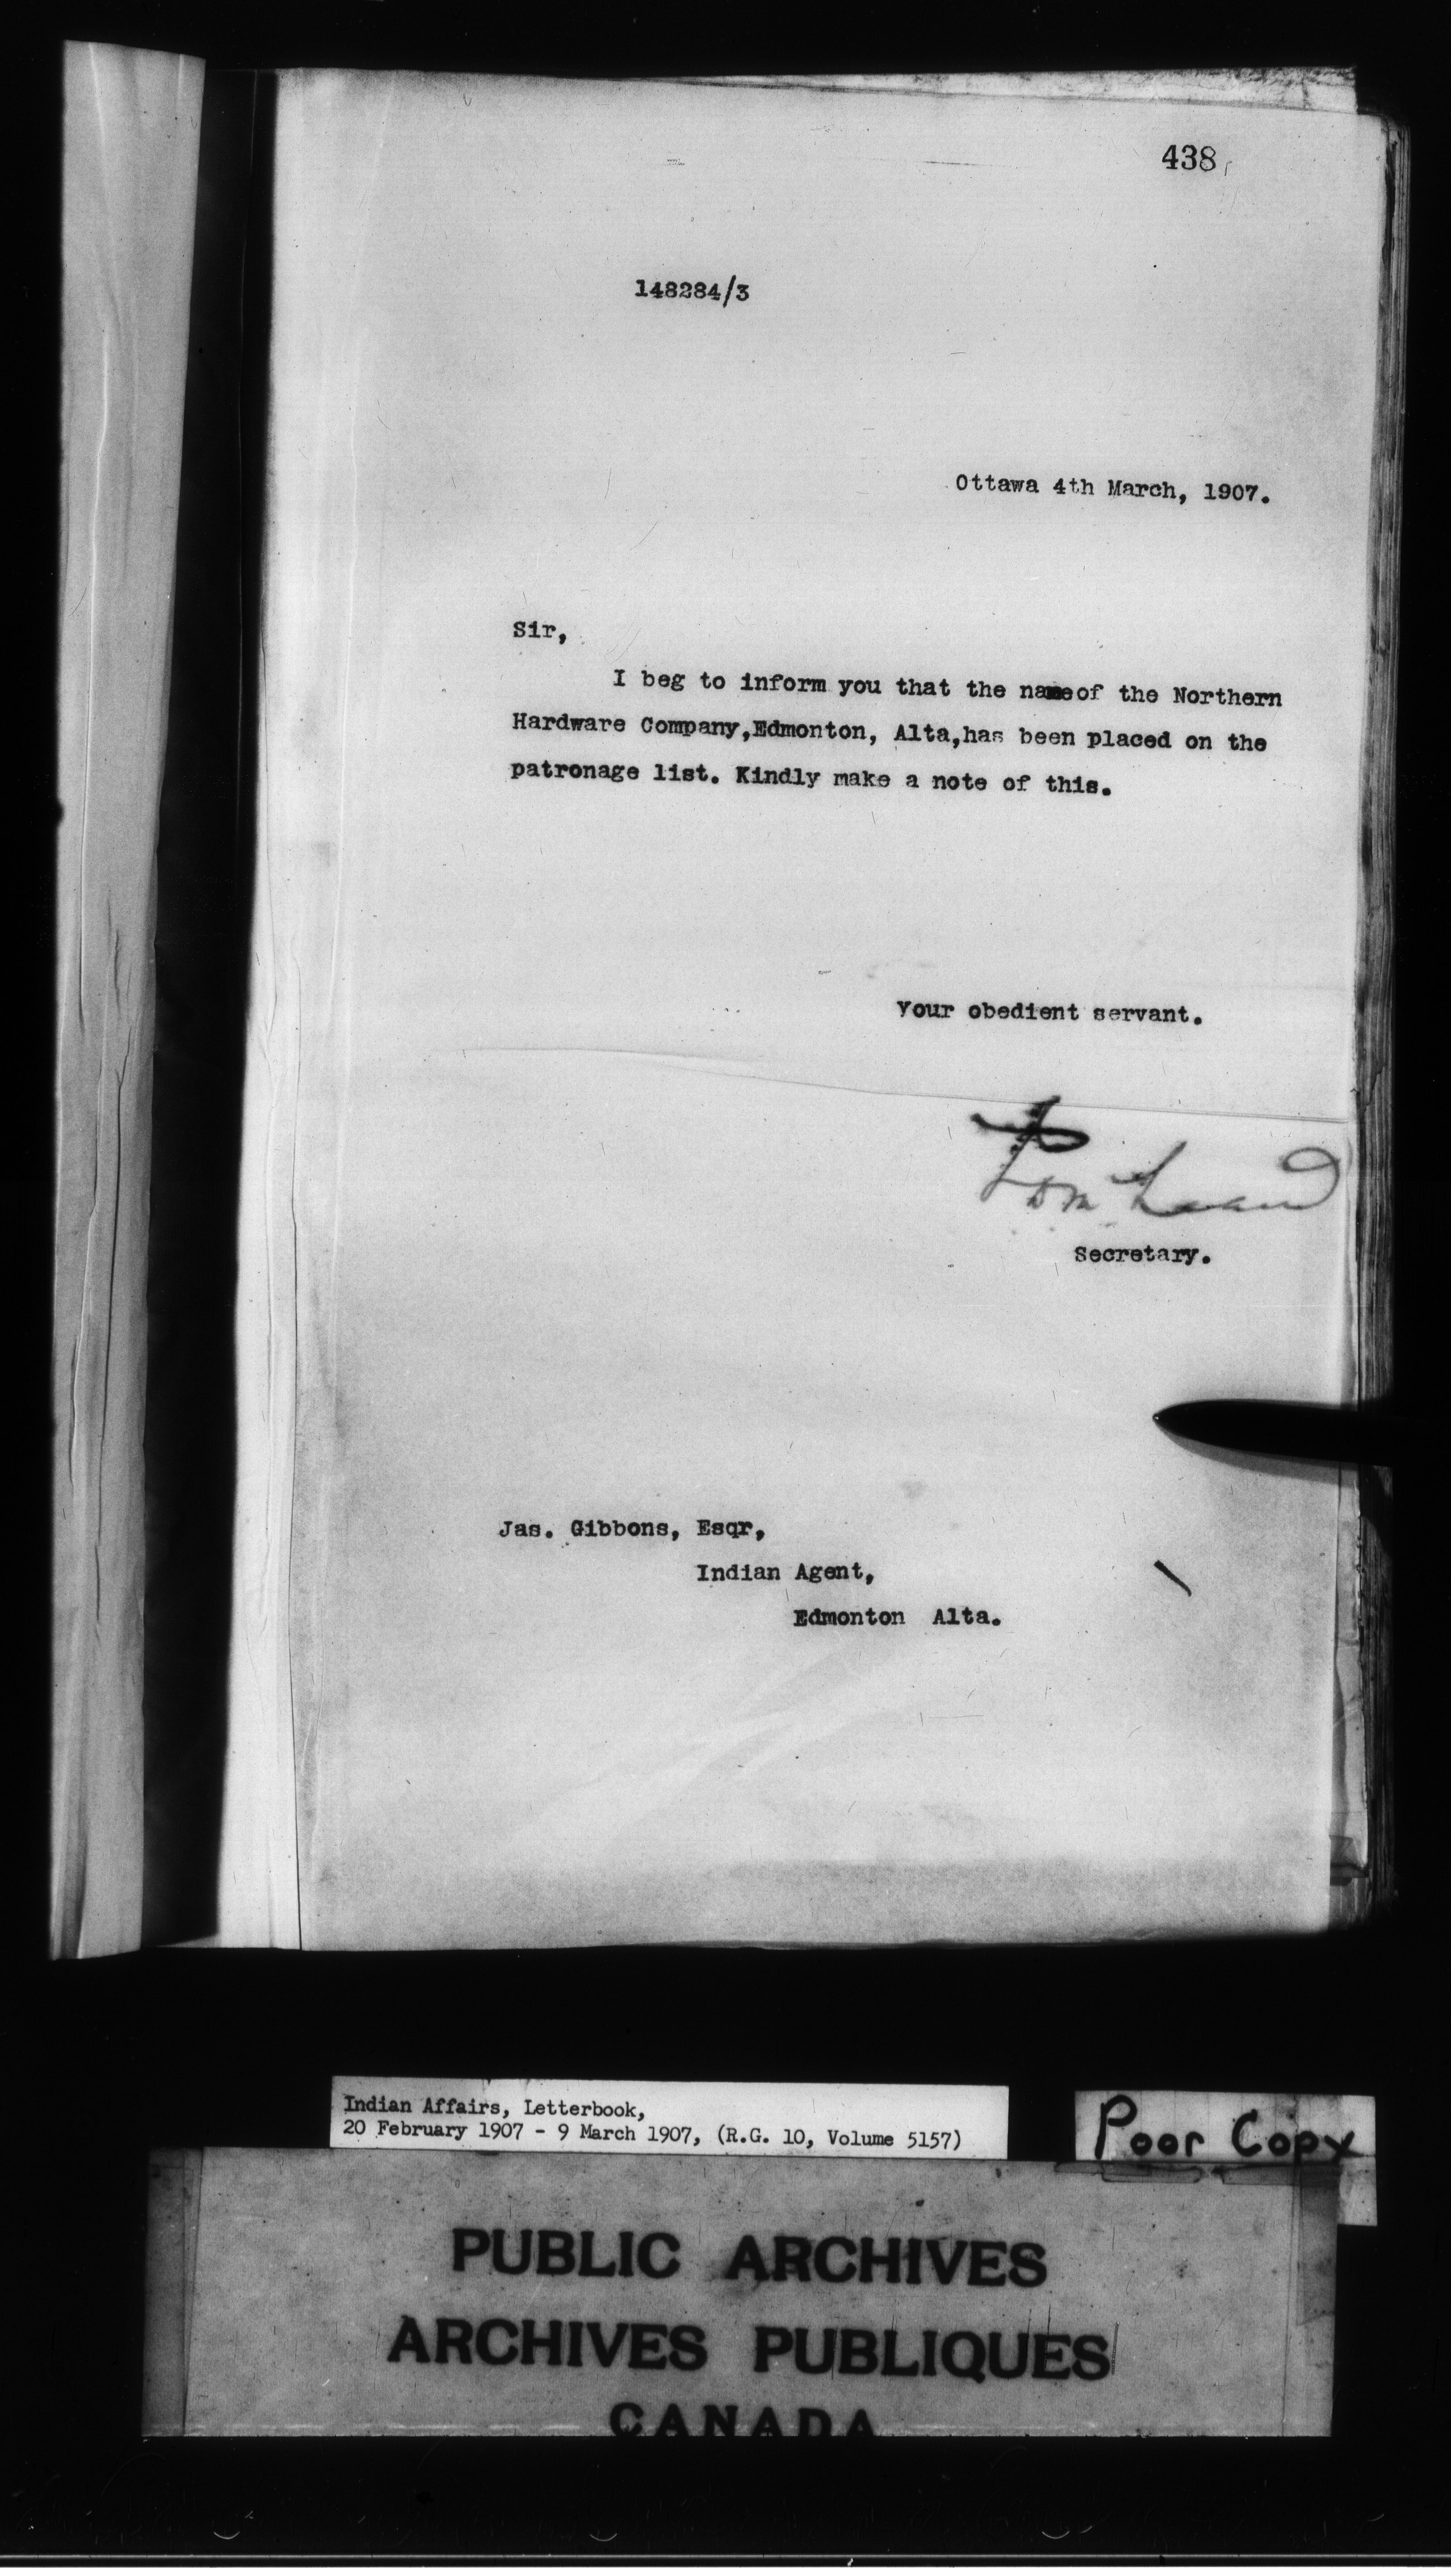 438
148284/3
Ottawa 4th March, 1907.
Sir,
I beg to inform you that the name of the Northern
Hardware Company,Edmonton, Alta,has been placed on the
patronage list. Kindly make a note of this.
Your obedient servant.
Secretary.
Jas. Gibbons, Esqr,
Indian Agent,
Edmonton Alta.
Indian Affairs, Letterbook,
20 February 1907 - 9 March 1907, (R.G. 10, Volume 5157)
Poor Copy
PUBLIC ARCHIVES
ARCHIVES PUBLIQUES
CANADA